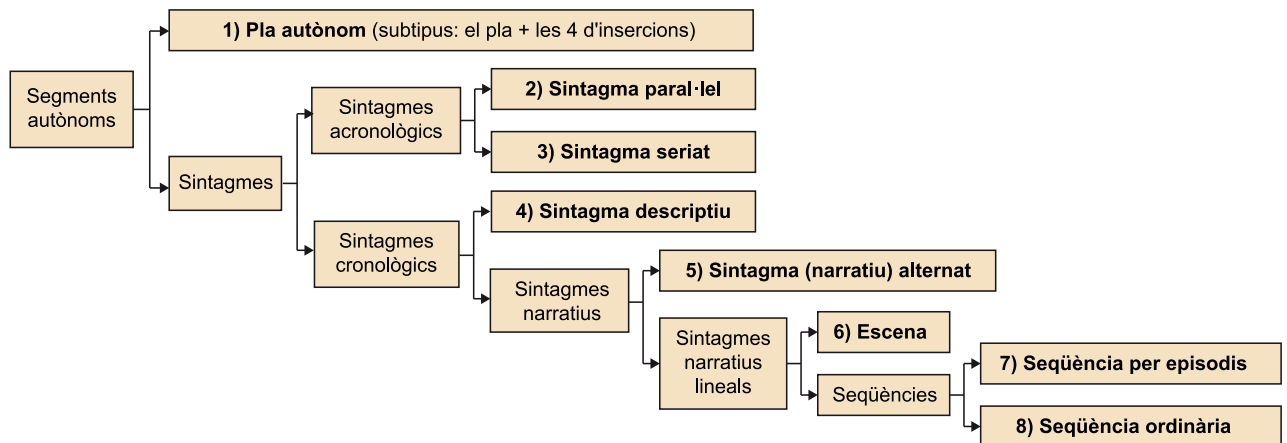 1) Pla autònom (subtipus: el pla + les 4 d'insercions)
Segments
autònoms
Sintagmes
acronològics
2) Sintagma paral·lel
3) Sintagma seriat
Sintagmes
4) Sintagma descriptiu
Sintagmes
cronològics
5) Sintagma (narratiu) alternat
Sintagmes
narratius
6) Escena
Sintagmes
narratius
lineals
7) Seqüència per episodis
Seqüències
8) Seqüència ordinària